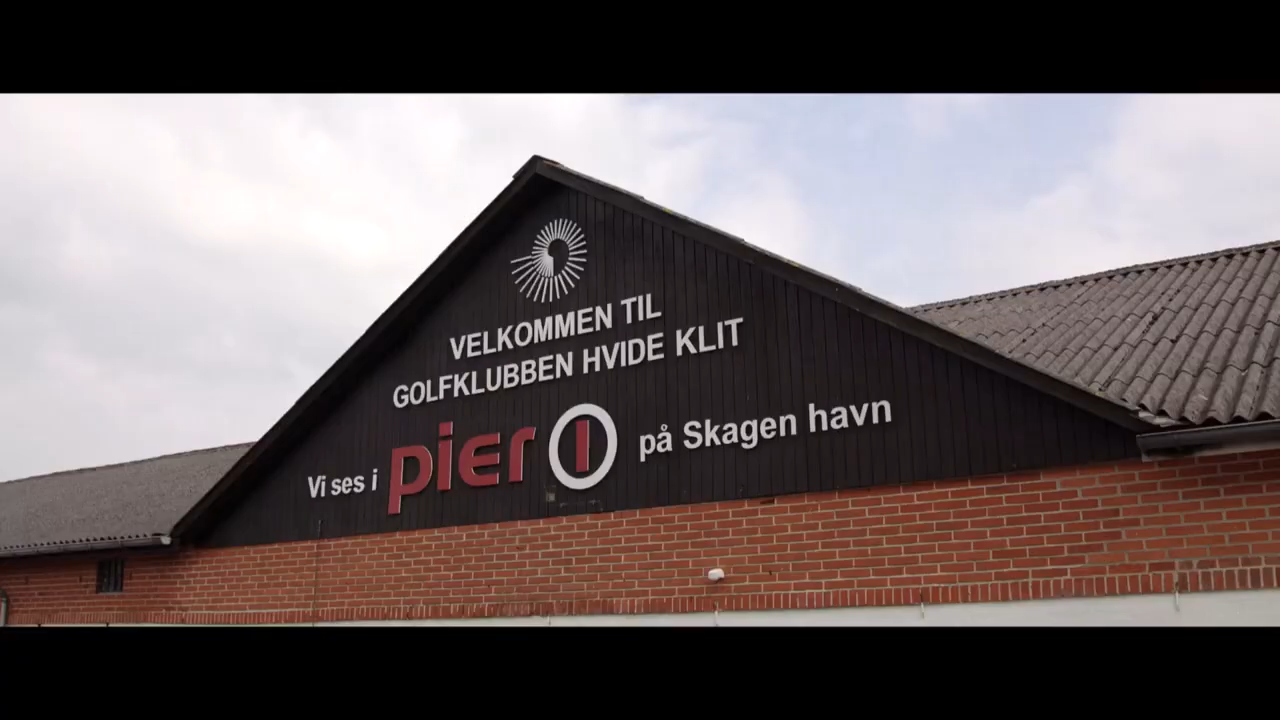 VELKOMMEN TIL
GOLFKLUBBEN HVIDE KLIT
Vi ses i pier 1 på Skagen havn